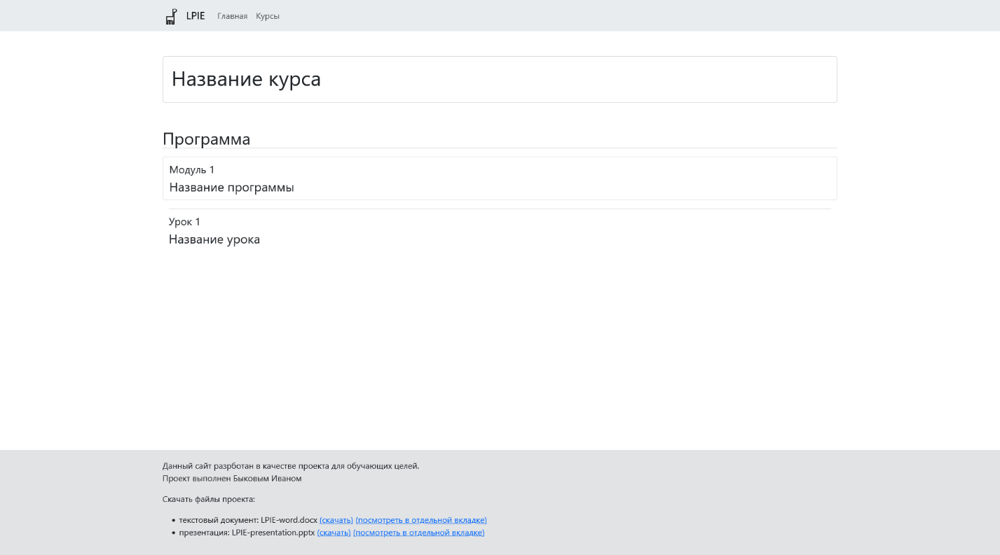 LPIE Главная Курсы
Название курса
Программа
Модуль 1
Название программы
Урок 1
Название урока
Данный сайт разрботан в качестве проекта для обучающих целей.
Проект выполнен Быковым Иваном
Скачать файлы проекта:
• текстовый документ: LPIE-word.docx (скачать) (посмотреть в отдельной вкладке)
• презентация: LPIE-presentation.pptx (скачать) (посмотреть в отдельной вкладке)